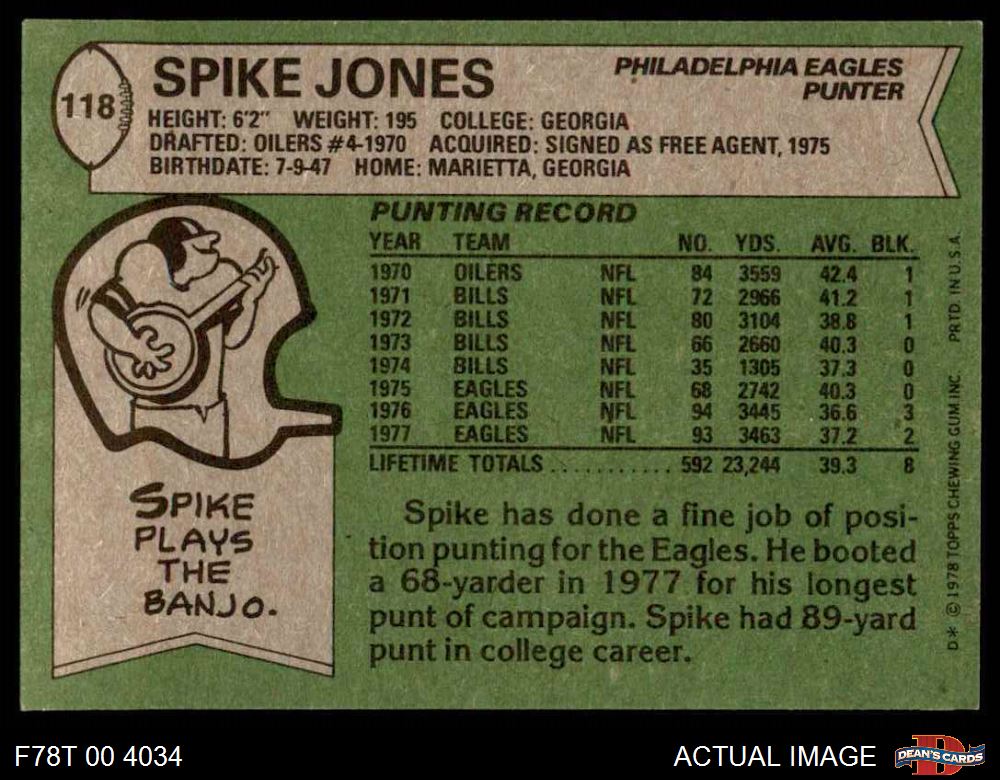 118
SPIKE JONES
PHILADELPHIA EAGLES
PUNTER
HEIGHT: 6'2" WEIGHT: 195 COLLEGE: GEORGIA
DRAFTED: OILERS #4-1970 ACQUIRED: SIGNED AS FREE AGENT, 1975
BIRTHDATE: 7-9-47 HOME: MARIETTA, GEORGIA
PUNTING RECORD
YEAR TEAM NO. YDS. AVG. BLK.
1970 OILERS NFL 84 3559 42.4 1
1971 BILLS NFL 72 2966 41.2 1
1972 BILLS NFL 80 3104 38.8 1
1973 BILLS NFL 66 2660 40.3 0
1974 BILLS NFL 35 1305 37.3 0
1975 EAGLES NFL 68 2742 40.3 0
1976 EAGLES NFL 94 3445 36.6 3
1977 EAGLES NFL 93 3463 37.2 2
LIFETIME TOTALS ............ 592 23,244 39.3 8
SPIKE
PLAYS
THE
BANJO.
Spike has done a fine job of posi-
tion punting for the Eagles. He booted
a 68-yarder in 1977 for his longest
punt of campaign. Spike had 89-yard
punt in college career.
D* © 1978 TOPPS CHEWING GUM INC. PRTD. IN U.S.A.
F78T 00 4034
ACTUAL IMAGE
D
DEAN'S CARDS